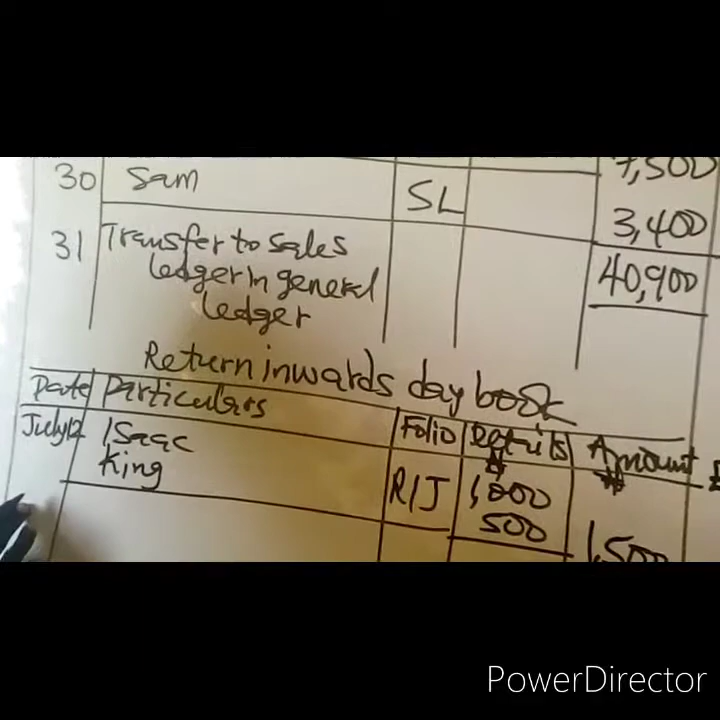 7,500
30 Sam SL 3,400
31 Transfer to sales 40,900
ledger in general
ledger
Return inwards day book
Date Particulars Folio Details Amount
July 12 Isaac R/J 1,000
King 500 1,500
PowerDirector